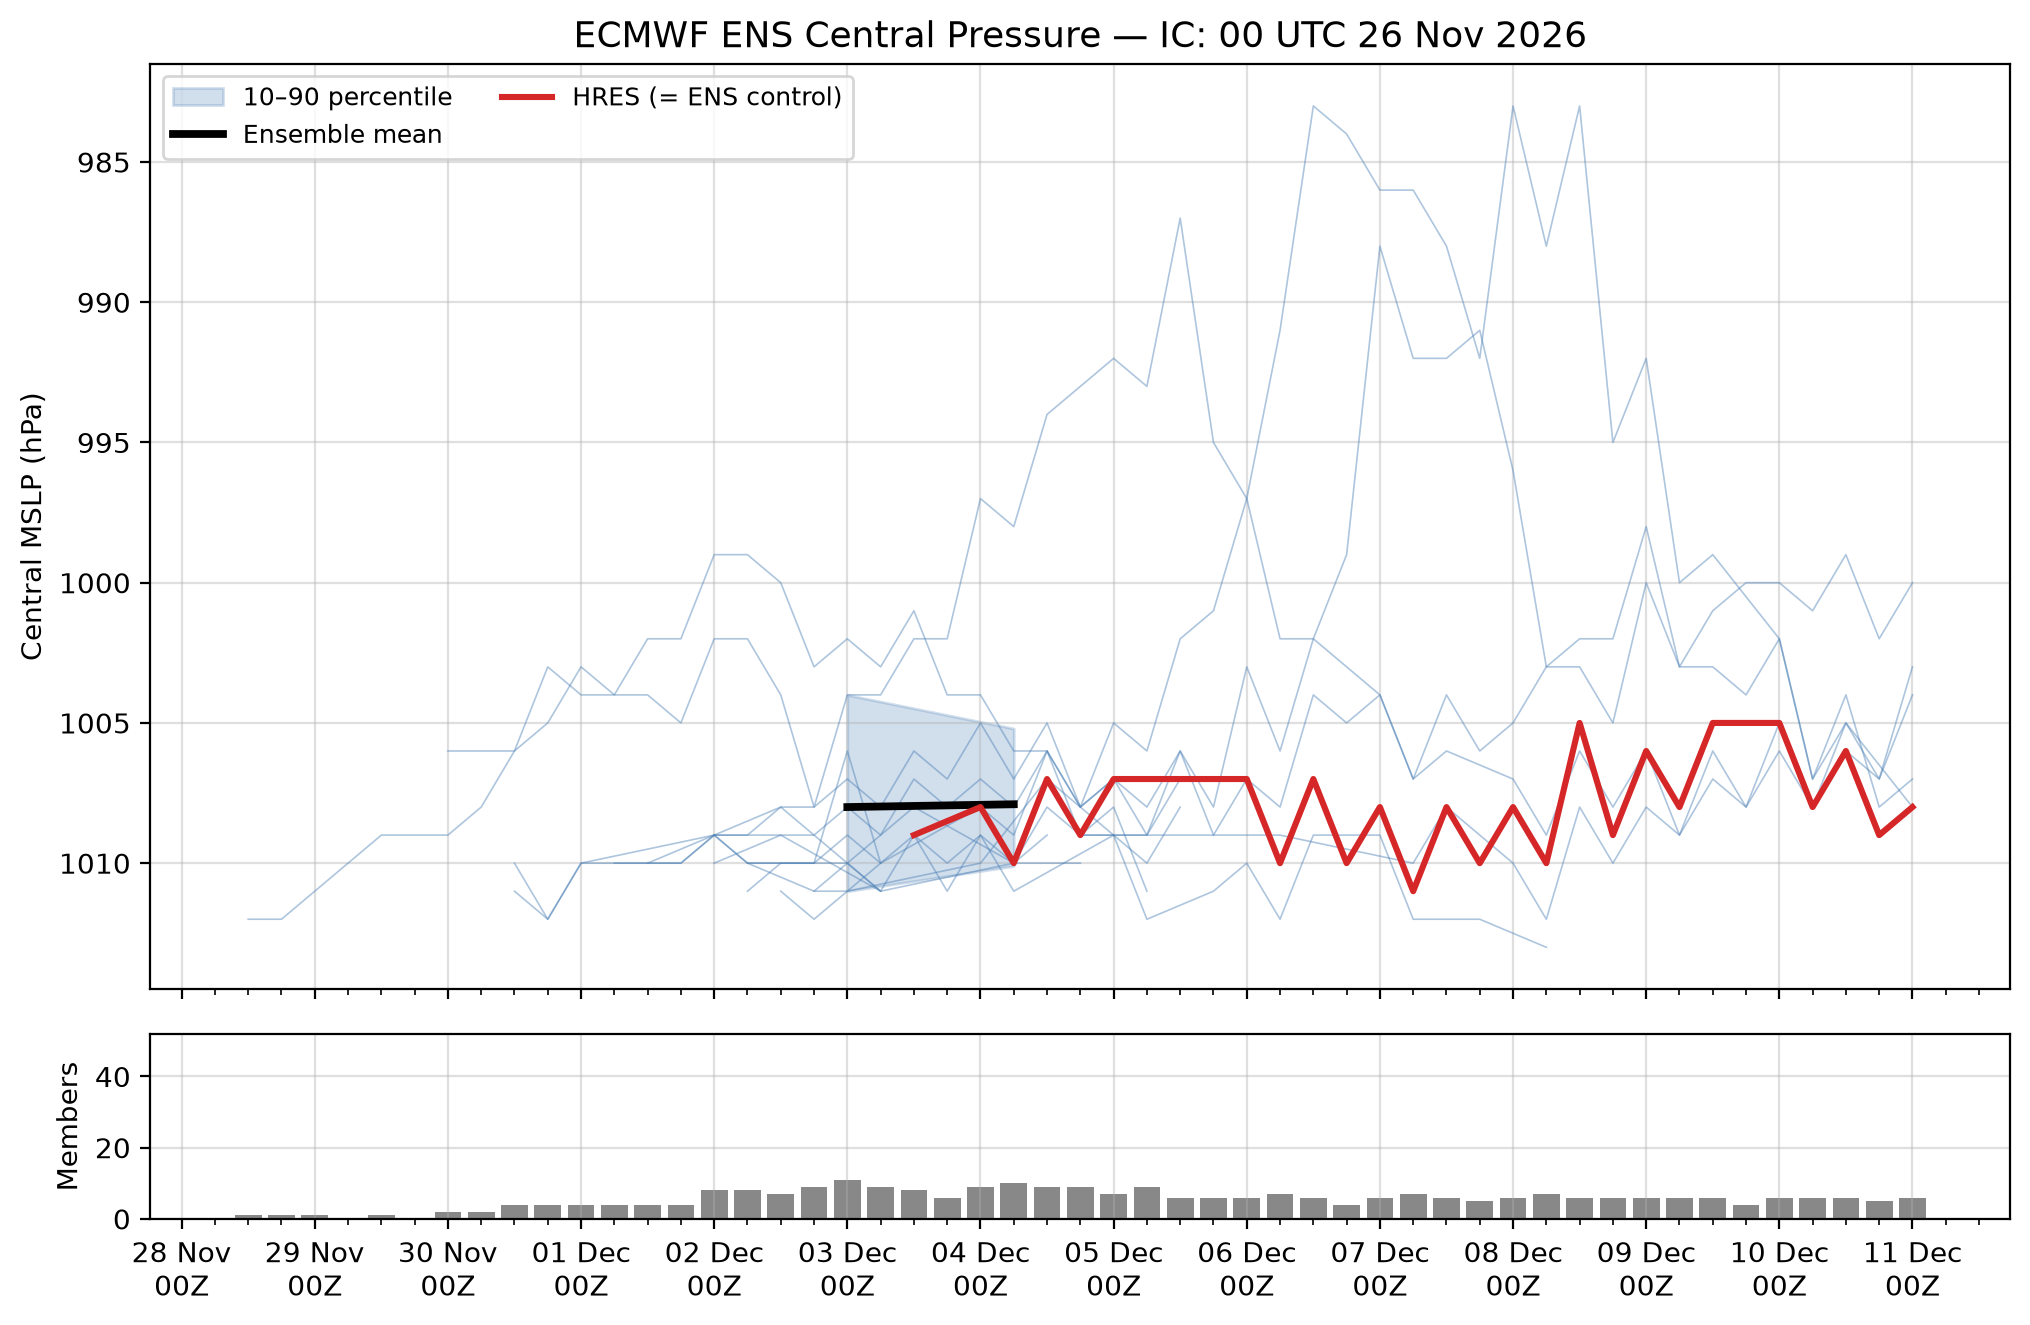 ECMWF ENS Central Pressure — IC: 00 UTC 26 Nov 2026
10–90 percentile
Ensemble mean
HRES (= ENS control)
Central MSLP (hPa)
985
990
995
1000
1005
1010
Members
40
20
0
28 Nov 29 Nov 30 Nov 01 Dec 02 Dec 03 Dec 04 Dec 05 Dec 06 Dec 07 Dec 08 Dec 09 Dec 10 Dec 11 Dec
00Z 00Z 00Z 00Z 00Z 00Z 00Z 00Z 00Z 00Z 00Z 00Z 00Z 00Z